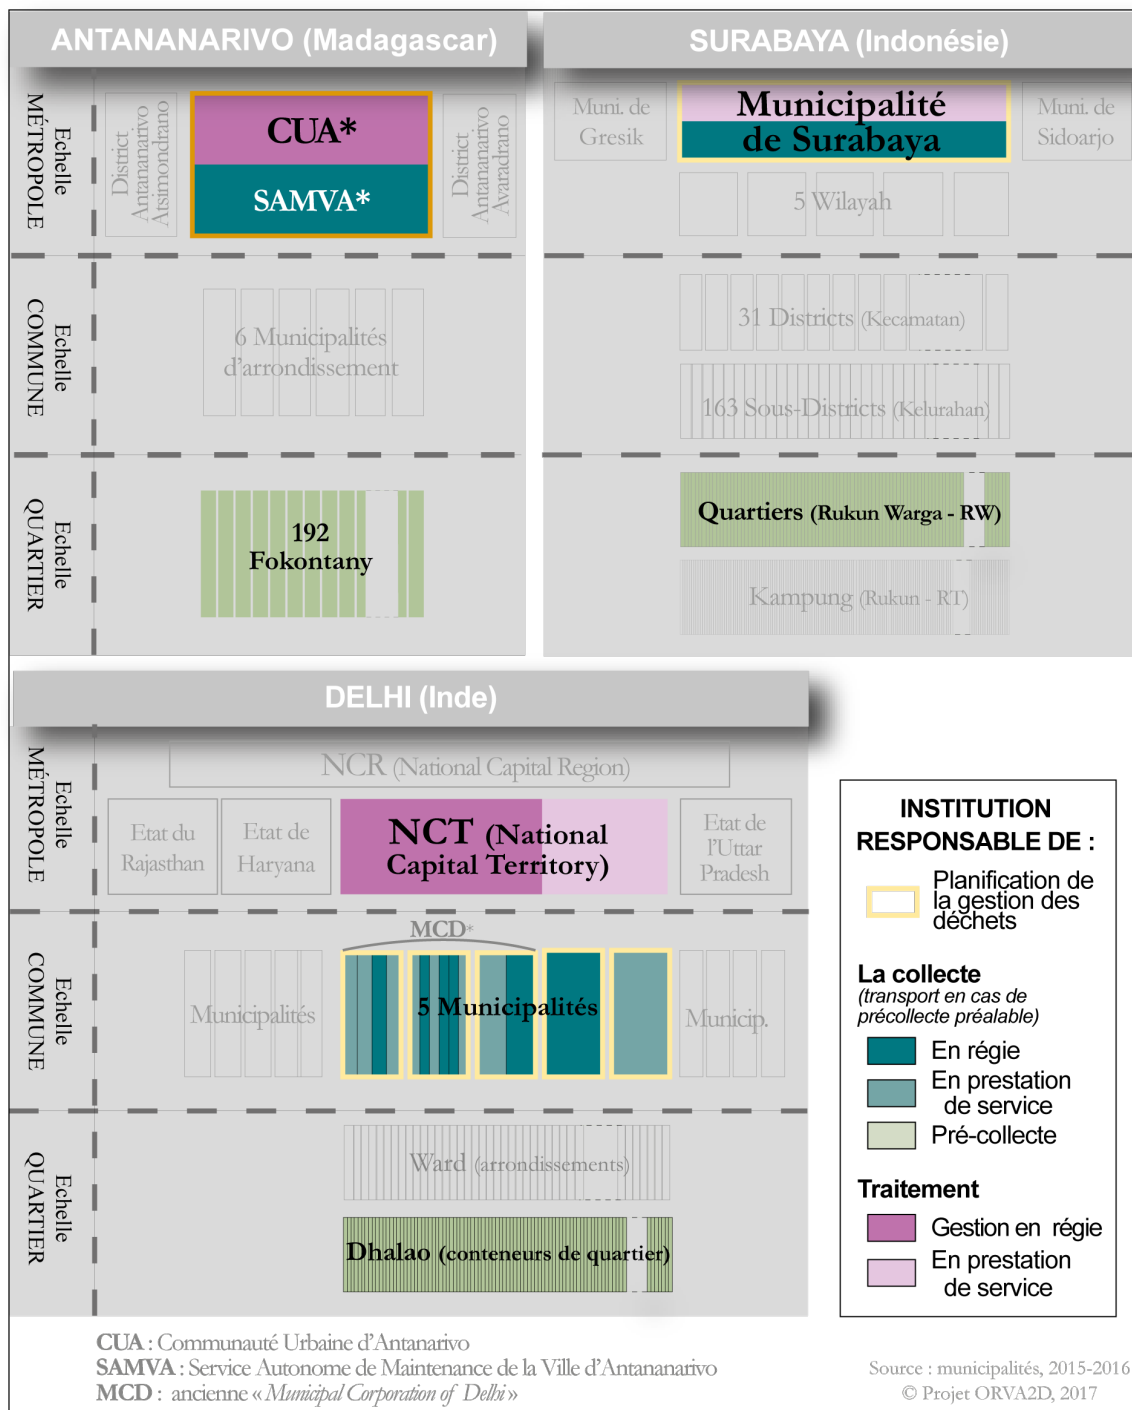 ANTANANARIVO (Madagascar)
Echelle
MÉTROPOLE
District
Antananarivo
Atsimondrano
CUA*
SAMVA*
District
Antananarivo
Avaradrano
Echelle
COMMUNE
6 Municipalités
d'arrondissement
Echelle
QUARTIER
192
Fokontany
SURABAYA (Indonésie)
Muni. de
Gresik
Municipalité
de Surabaya
Muni. de
Sidoarjo
5 Wilayah
31 Districts (Kecamatan)
163 Sous-Districts (Kelurahan)
Quartiers (Rukun Warga - RW)
Kampung (Rukun - RT)
DELHI (Inde)
Echelle
MÉTROPOLE
NCR (National Capital Region)
Etat du
Rajasthan
Etat de
Haryana
NCT (National
Capital Territory)
Etat de
l'Uttar
Pradesh
Echelle
COMMUNE
MCD*
Municipalités
5 Municipalités
Municip.
Echelle
QUARTIER
Ward (arrondissements)
Dhalao (conteneurs de quartier)
INSTITUTION
RESPONSABLE DE :
Planification de
la gestion des
déchets
La collecte
(transport en cas de
précollecte préalable)
En régie
En prestation
de service
Pré-collecte
Traitement
Gestion en régie
En prestation
de service
CUA : Communauté Urbaine d'Antanarivo
SAMVA : Service Autonome de Maintenance de la Ville d'Antananarivo
MCD : ancienne « Municipal Corporation of Delhi »
Source : municipalités, 2015-2016
© Projet ORVA2D, 2017